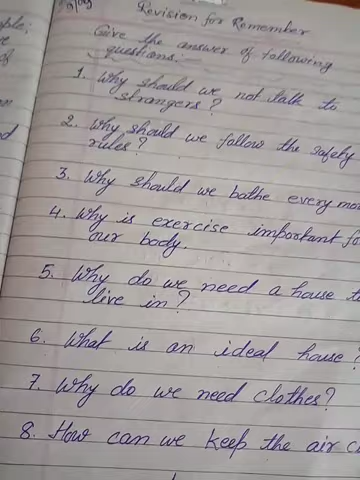 Revision for Remember
Give the answer of following
questions.
1. Why should we not talk to
strangers?
2. Why should we follow the safety
rules?
3. Why should we bathe every mo
4. Why is exercise important fo
our body.
5. Why do we need a house t
live in?
6. What is an ideal house?
7. Why do we need clothes?
8. How can we keep the air c